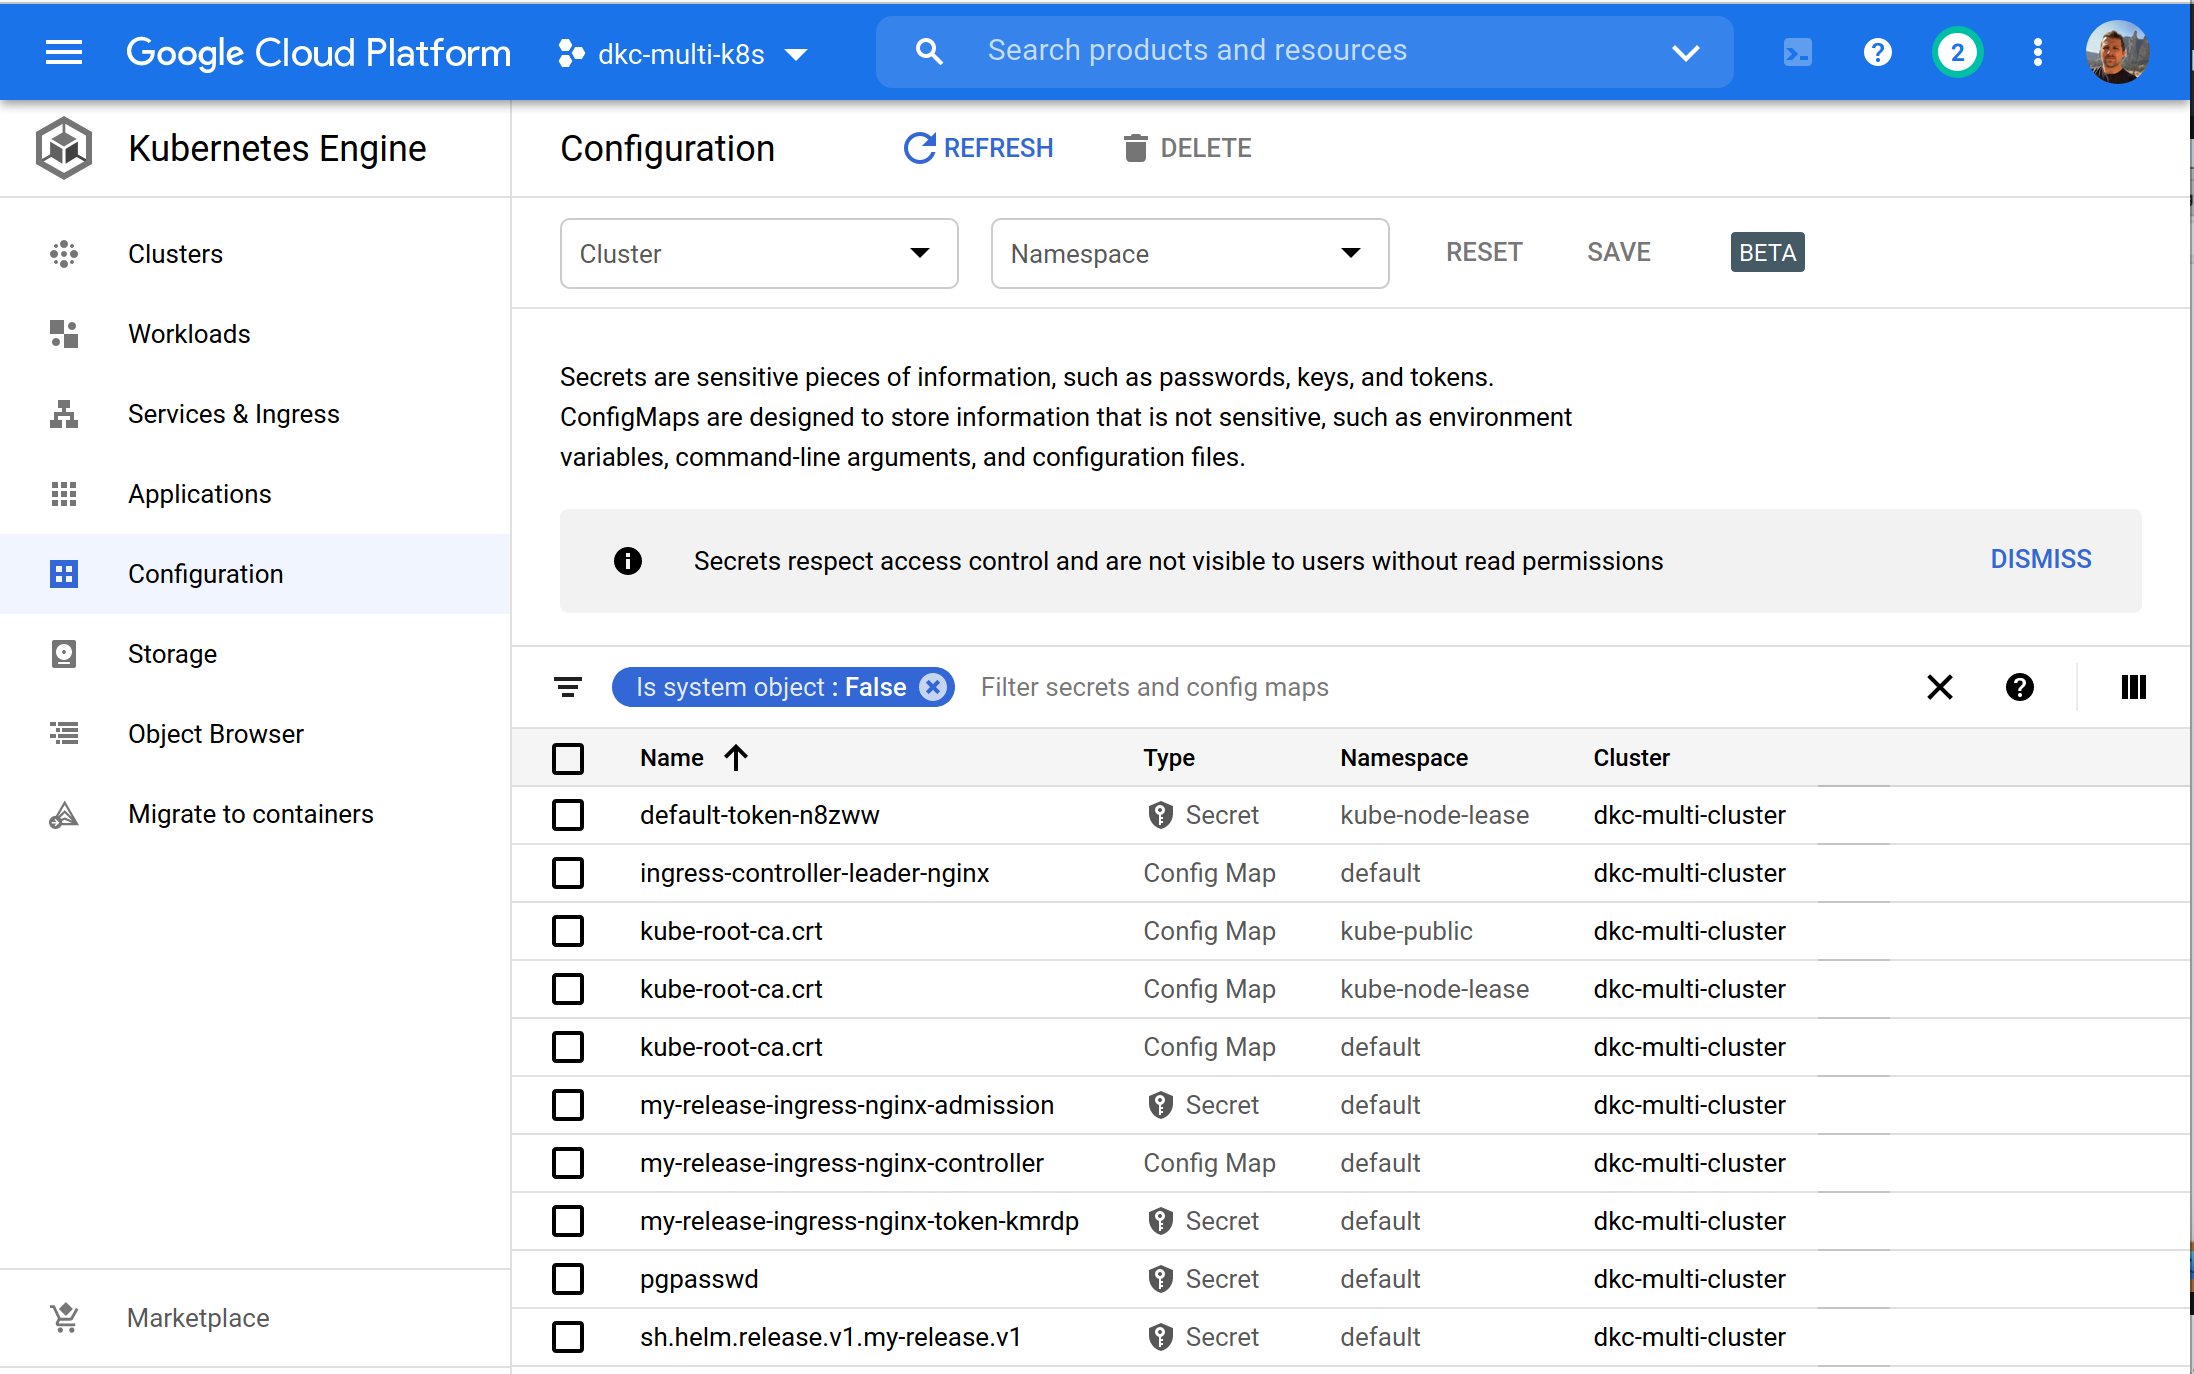 Google Cloud Platform
dkc-multi-k8s
Search products and resources
2
Kubernetes Engine
Clusters
Workloads
Services & Ingress
Applications
Configuration
Storage
Object Browser
Migrate to containers
Marketplace
Configuration
REFRESH
DELETE
Cluster
Namespace
RESET
SAVE
BETA
Secrets are sensitive pieces of information, such as passwords, keys, and tokens.
ConfigMaps are designed to store information that is not sensitive, such as environment
variables, command-line arguments, and configuration files.
Secrets respect access control and are not visible to users without read permissions
DISMISS
Is system object : False
Filter secrets and config maps
Name Type Namespace Cluster
default-token-n8zww Secret kube-node-lease dkc-multi-cluster
ingress-controller-leader-nginx Config Map default dkc-multi-cluster
kube-root-ca.crt Config Map kube-public dkc-multi-cluster
kube-root-ca.crt Config Map kube-node-lease dkc-multi-cluster
kube-root-ca.crt Config Map default dkc-multi-cluster
my-release-ingress-nginx-admission Secret default dkc-multi-cluster
my-release-ingress-nginx-controller Config Map default dkc-multi-cluster
my-release-ingress-nginx-token-kmrdp Secret default dkc-multi-cluster
pgpasswd Secret default dkc-multi-cluster
sh.helm.release.v1.my-release.v1 Secret default dkc-multi-cluster